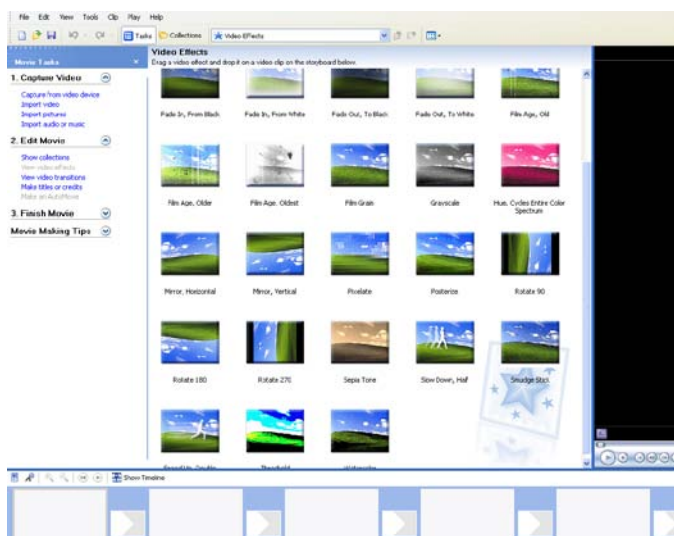 File Edit View Tools Clip Play Help
Tasks Collections Video Effects
Movie Tasks
Video Effects
Drag a video effect and drop it on a video clip on the storyboard below.
1. Capture Video
Capture from video device
Import video
Import pictures
Import audio or music
2. Edit Movie
Show collections
View video effects
View video transitions
Make titles or credits
Make an AutoMovie
3. Finish Movie
Movie Making Tips
Fade In, From Black
Fade In, From White
Fade Out, To Black
Fade Out, To White
Film Age, Old
Film Age, Older
Film Age, Oldest
Film Grain
Grayscale
Hue, Cycles Entire Color
Spectrum
Mirror, Horizontal
Mirror, Vertical
Pixelate
Posterize
Rotate 90
Rotate 180
Rotate 270
Sepia Tone
Slow Down, Half
Smudge Stick
Speed Up, Double
Threshold
Watercolor
Show Timeline